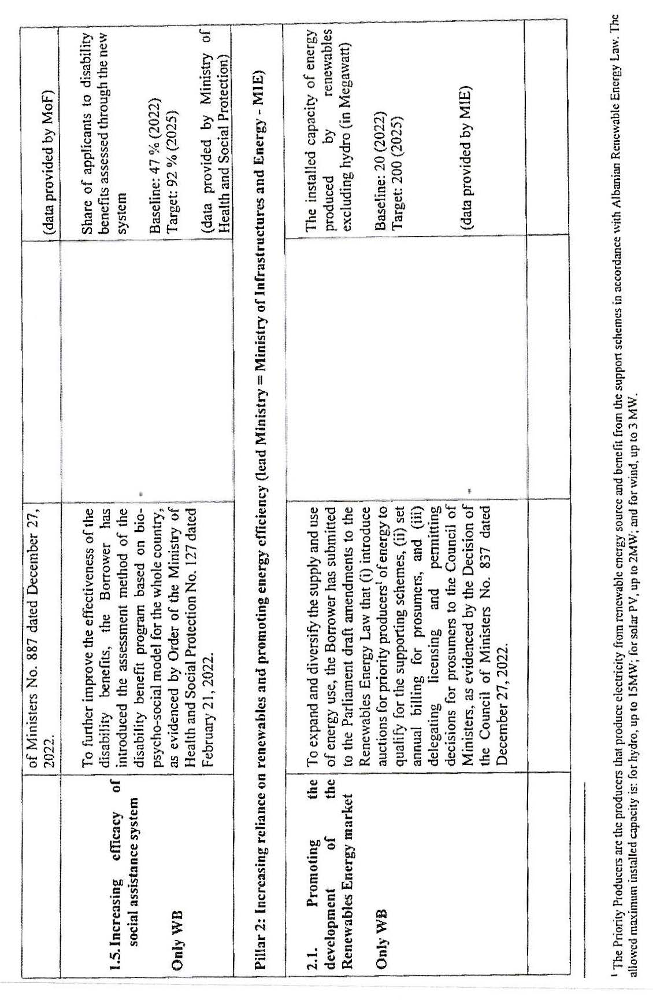 of Ministers No. 887 dated December 27,
2022.
(data provided by MoF)
1.5. Increasing efficacy of
social assistance system
Only WB
To further improve the effectiveness of the
disability benefits, the Borrower has
introduced the assessment method of the
disability benefit program based on bio-
psycho-social model for the whole country,
as evidenced by Order of the Ministry of
Health and Social Protection No. 127 dated
February 21, 2022.
-
Share of applicants to disability
benefits assessed through the new
system
Baseline: 47 % (2022)
Target: 92 % (2025)
(data provided by Ministry of
Health and Social Protection)
Pillar 2: Increasing reliance on renewables and promoting energy efficiency (lead Ministry = Ministry of Infrastructures and Energy - MIE)
2.1. Promoting the
development of the
Renewables Energy market
Only WB
To expand and diversify the supply and use
of energy use, the Borrower has submitted
to the Parliament draft amendments to the
Renewables Energy Law that (i) introduce
auctions for priority producers¹ of energy to
qualify for the supporting schemes, (ii) set
annual billing for prosumers, and (iii)
delegating licensing and permitting
decisions for prosumers to the Council of
Ministers, as evidenced by the Decision of
the Council of Ministers No. 837 dated
December 27, 2022.
-
The installed capacity of energy
produced by renewables
excluding hydro (in Megawatt)
Baseline: 20 (2022)
Target: 200 (2025)
(data provided by MIE)
¹ The Priority Producers are the producers that produce electricity from renewable energy source and benefit from the support schemes in accordance with Albanian Renewable Energy Law. The
allowed maximum installed capacity is: for hydro, up to 15MW; for solar PV, up to 2MW; and for wind, up to 3 MW.